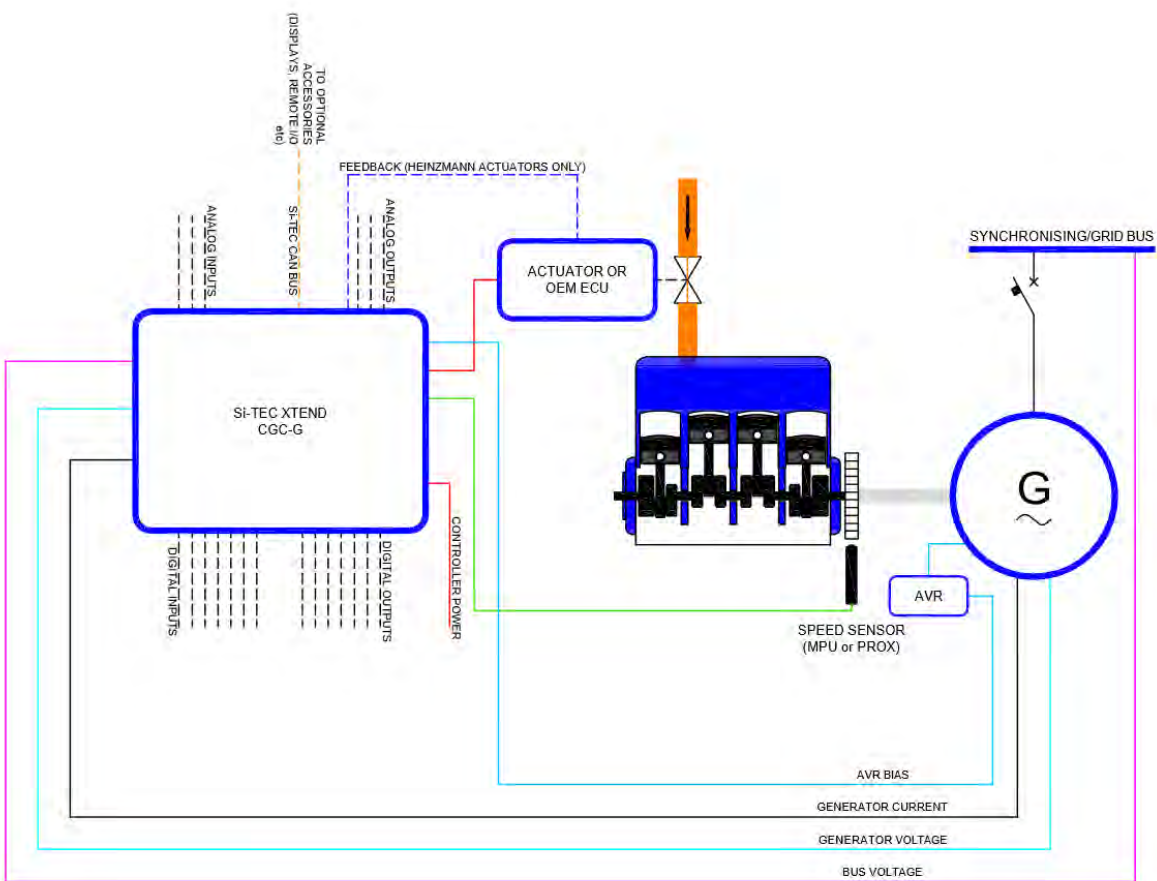 TO OPTIONAL
ACCESSORIES
(DISPLAYS, REMOTE I/O
etc)
FEEDBACK (HEINZMANN ACTUATORS ONLY)
ANALOG INPUTS
Si-TEC CAN BUS
ANALOG OUTPUTS
ACTUATOR OR
OEM ECU
SYNCHRONISING/GRID BUS
Si-TEC XTEND
CGC-G
G
DIGITAL INPUTS
DIGITAL OUTPUTS
CONTROLLER POWER
AVR
SPEED SENSOR
(MPU or PROX)
AVR BIAS
GENERATOR CURRENT
GENERATOR VOLTAGE
BUS VOLTAGE